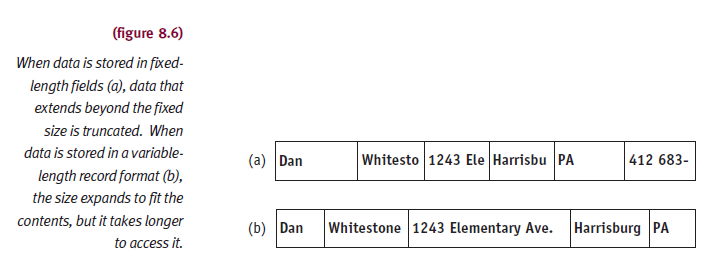 (figure 8.6)
When data is stored in fixed-
length fields (a), data that
extends beyond the fixed
size is truncated. When
data is stored in a variable-
length record format (b),
the size expands to fit the
contents, but it takes longer
to access it.
(a) Dan Whitesto 1243 Ele Harrisbu PA 412 683-
(b) Dan Whitestone 1243 Elementary Ave. Harrisburg PA